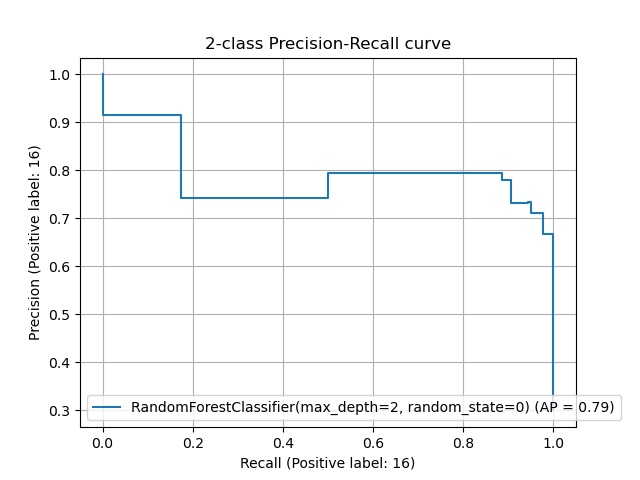 2-class Precision-Recall curve
Precision (Positive label: 16)
1.0
0.9
0.8
0.7
0.6
0.5
0.4
0.3
RandomForestClassifier(max_depth=2, random_state=0) (AP = 0.79)
0.0 0.2 0.4 0.6 0.8 1.0
Recall (Positive label: 16)